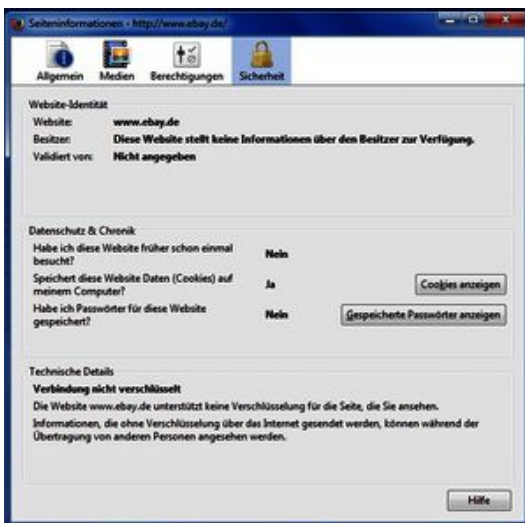 Seiteninformationen - http://www.ebay.de/
Allgemein Medien Berechtigungen Sicherheit
Website-Identität
Website: www.ebay.de
Besitzer: Diese Website stellt keine Informationen über den Besitzer zur Verfügung.
Validiert von: Nicht angegeben
Datenschutz & Chronik
Habe ich diese Website früher schon einmal
besucht? Nein
Speichert diese Website Daten (Cookies) auf
meinem Computer? Ja Cookies anzeigen
Habe ich Passwörter für diese Website
gespeichert? Nein Gespeicherte Passwörter anzeigen
Technische Details
Verbindung nicht verschlüsselt
Die Website www.ebay.de unterstützt keine Verschlüsselung für die Seite, die Sie ansehen.
Informationen, die ohne Verschlüsselung über das Internet gesendet werden, können während der
Übertragung von anderen Personen angesehen werden.
Hilfe